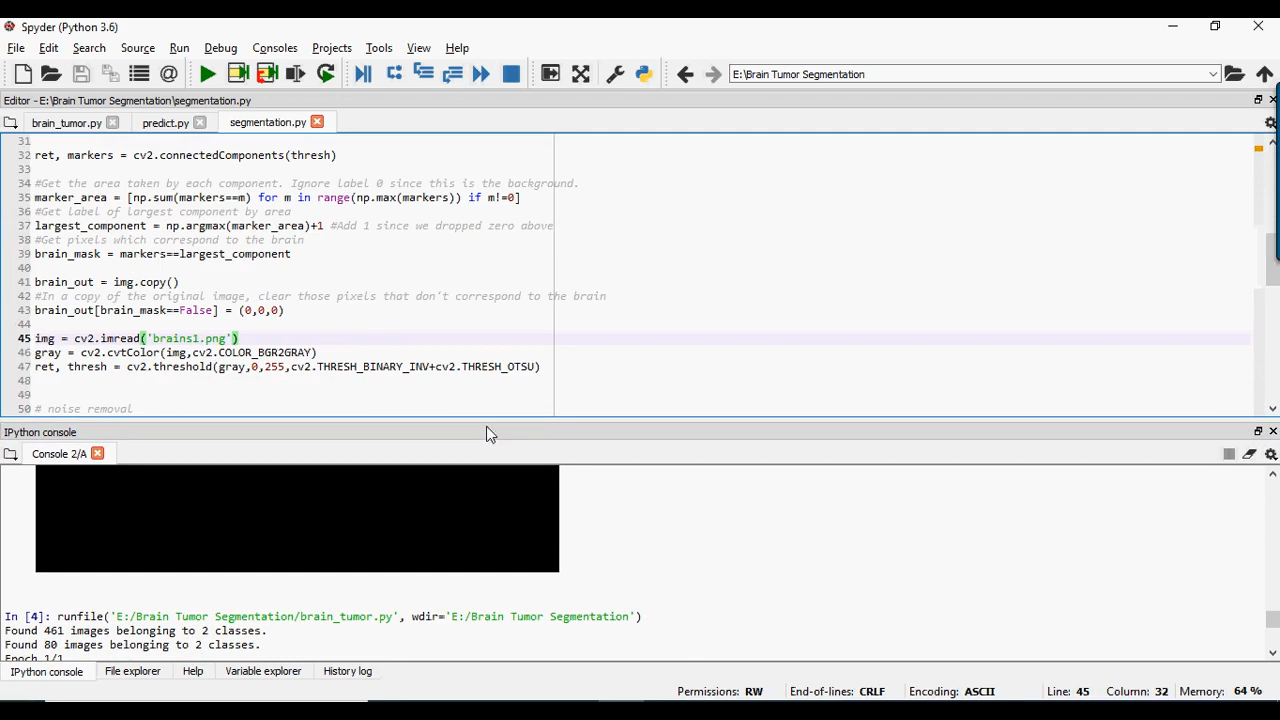 Spyder (Python 3.6)
File Edit Search Source Run Debug Consoles Projects Tools View Help
E:\Brain Tumor Segmentation
Editor - E:\Brain Tumor Segmentation\segmentation.py
brain_tumor.py predict.py segmentation.py
31
32 ret, markers = cv2.connectedComponents(thresh)
33
34 #Get the area taken by each component. Ignore label 0 since this is the background.
35 marker_area = [np.sum(markers==m) for m in range(np.max(markers)) if m!=0]
36 #Get label of largest component by area
37 largest_component = np.argmax(marker_area)+1 #Add 1 since we dropped zero above
38 #Get pixels which correspond to the brain
39 brain_mask = markers==largest_component
40
41 brain_out = img.copy()
42 #In a copy of the original image, clear those pixels that don't correspond to the brain
43 brain_out[brain_mask==False] = (0,0,0)
44
45 img = cv2.imread('brains1.png')
46 gray = cv2.cvtColor(img,cv2.COLOR_BGR2GRAY)
47 ret, thresh = cv2.threshold(gray,0,255,cv2.THRESH_BINARY_INV+cv2.THRESH_OTSU)
48
49
50 # noise removal
IPython console
Console 2/A
In [4]: runfile('E:/Brain Tumor Segmentation/brain_tumor.py', wdir='E:/Brain Tumor Segmentation')
Found 461 images belonging to 2 classes.
Found 80 images belonging to 2 classes.
Epoch 1/1
IPython console File explorer Help Variable explorer History log
Permissions: RW End-of-lines: CRLF Encoding: ASCII Line: 45 Column: 32 Memory: 64 %